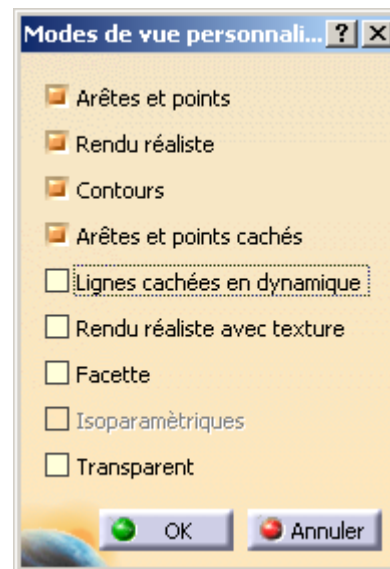 Modes de vue personnali...
Arêtes et points
Rendu réaliste
Contours
Arêtes et points cachés
Lignes cachées en dynamique
Rendu réaliste avec texture
Facette
Isoparamètriques
Transparent
OK
Annuler